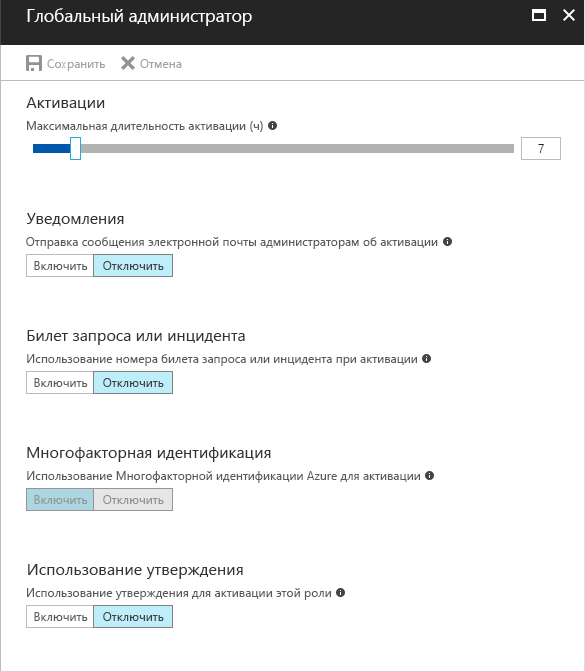 Глобальный администратор
Сохранить Отмена
Активации
Максимальная длительность активации (ч)
7
Уведомления
Отправка сообщения электронной почты администраторам об активации
Включить Отключить
Билет запроса или инцидента
Использование номера билета запроса или инцидента при активации
Включить Отключить
Многофакторная идентификация
Использование Многофакторной идентификации Azure для активации
Включить Отключить
Использование утверждения
Использование утверждения для активации этой роли
Включить Отключить